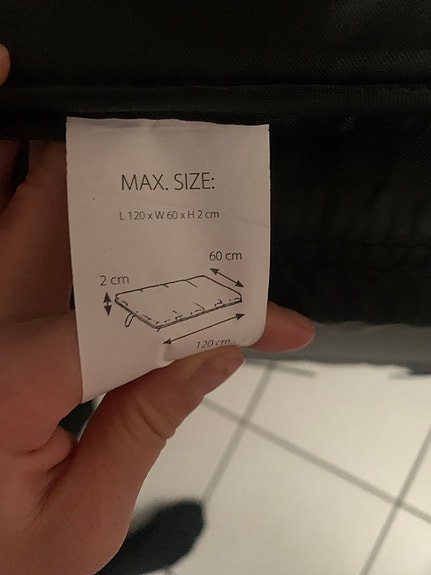 MAX. SIZE:
L 120 x W 60 x H 2 cm
60 cm
2 cm
120 cm